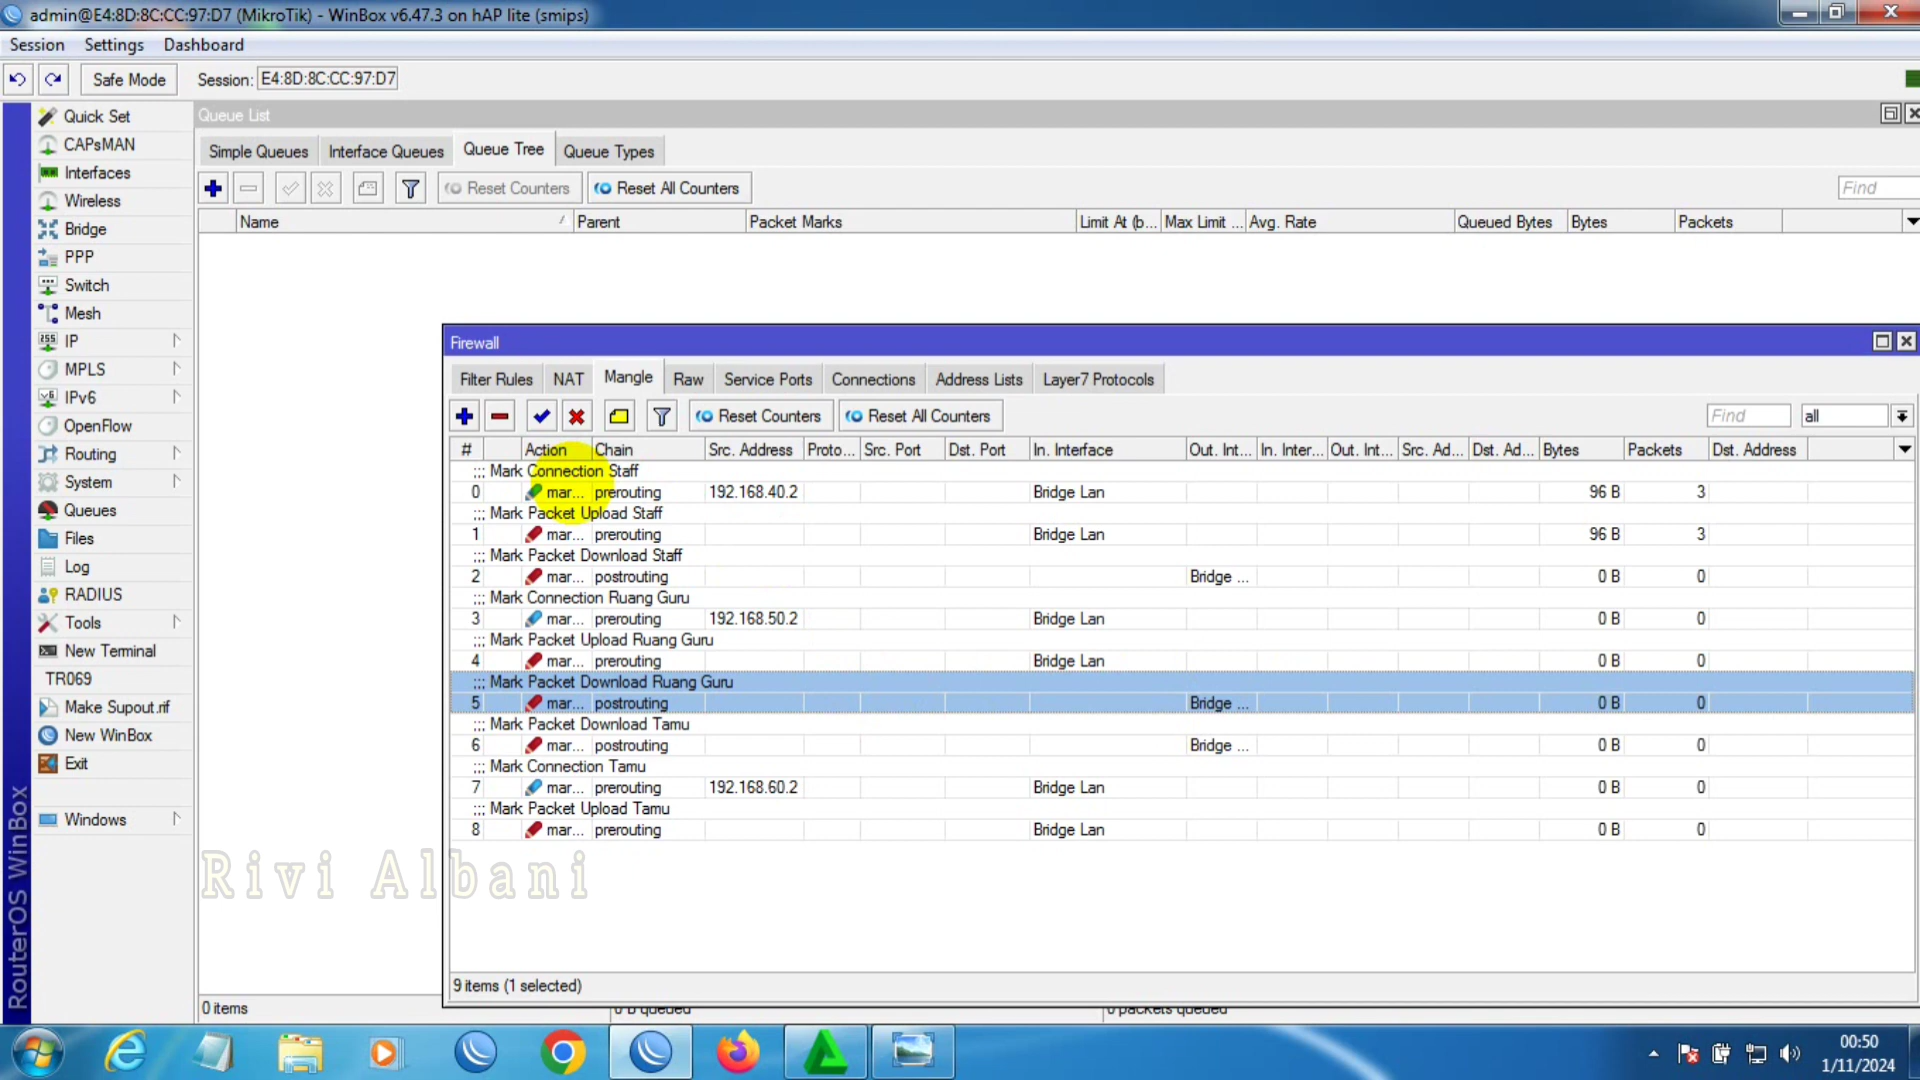 admin@E4:8D:8C:CC:97:D7 (MikroTik) - WinBox v6.47.3 on hAP lite (smips)
Session Settings Dashboard
Safe Mode Session: E4:8D:8C:CC:97:D7
Quick Set
CAPsMAN
Interfaces
Wireless
Bridge
PPP
Switch
Mesh
IP
MPLS
IPv6
OpenFlow
Routing
System
Queues
Files
Log
RADIUS
Tools
New Terminal
TR069
Make Supout.rif
New WinBox
Exit
Windows
RouterOS WinBox
Queue List
Simple Queues Interface Queues Queue Tree Queue Types
Reset Counters Reset All Counters Find
Name Parent Packet Marks Limit At (b... Max Limit ... Avg. Rate Queued Bytes Bytes Packets
Firewall
Filter Rules NAT Mangle Raw Service Ports Connections Address Lists Layer7 Protocols
Reset Counters Reset All Counters Find all
# Action Chain Src. Address Proto... Src. Port Dst. Port In. Interface Out. Int... In. Inter... Out. Int... Src. Ad... Dst. Ad... Bytes Packets Dst. Address
;;; Mark Connection Staff
0 mar... prerouting 192.168.40.2 Bridge Lan 96 B 3
;;; Mark Packet Upload Staff
1 mar... prerouting Bridge Lan 96 B 3
;;; Mark Packet Download Staff
2 mar... postrouting Bridge ... 0 B 0
;;; Mark Connection Ruang Guru
3 mar... prerouting 192.168.50.2 Bridge Lan 0 B 0
;;; Mark Packet Upload Ruang Guru
4 mar... prerouting Bridge Lan 0 B 0
;;; Mark Packet Download Ruang Guru
5 mar... postrouting Bridge ... 0 B 0
;;; Mark Packet Download Tamu
6 mar... postrouting Bridge ... 0 B 0
;;; Mark Connection Tamu
7 mar... prerouting 192.168.60.2 Bridge Lan 0 B 0
;;; Mark Packet Upload Tamu
8 mar... prerouting Bridge Lan 0 B 0
Rivi Albani
9 items (1 selected)
0 items 0 B queued 0 packets queued
00:50
1/11/2024